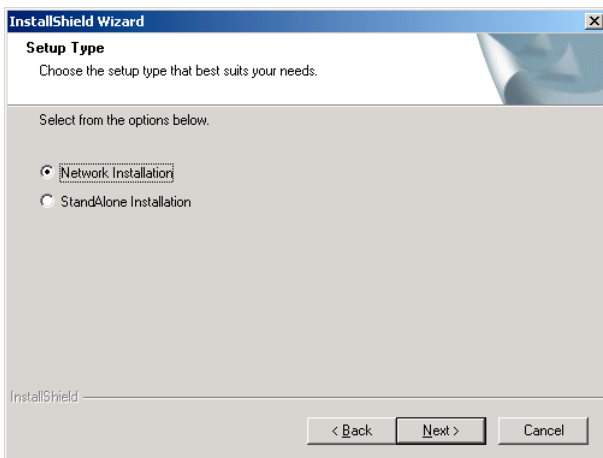 InstallShield Wizard
Setup Type
Choose the setup type that best suits your needs.
Select from the options below.
Network Installation
StandAlone Installation
InstallShield
< Back
Next >
Cancel